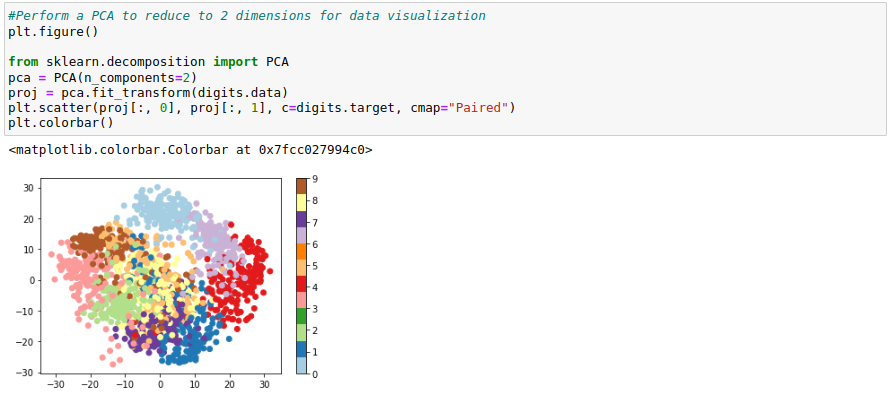 #Perform a PCA to reduce to 2 dimensions for data visualization
plt.figure()
from sklearn.decomposition import PCA
pca = PCA(n_components=2)
proj = pca.fit_transform(digits.data)
plt.scatter(proj[:, 0], proj[:, 1], c=digits.target, cmap="Paired")
plt.colorbar()
<matplotlib.colorbar.Colorbar at 0x7fcc027994c0>
30
20
10
0
−10
−20
−30
−30 −20 −10 0 10 20 30
9
8
7
6
5
4
3
2
1
0